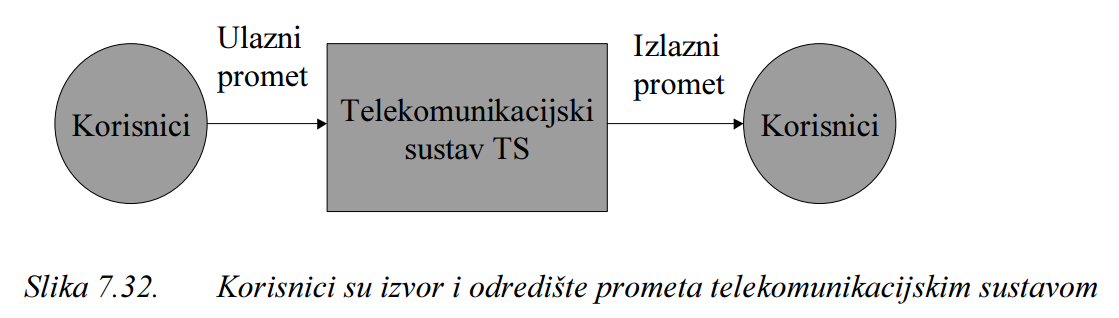 Ulazni
promet
Izlazni
promet
Korisnici
Telekomunikacijski
sustav TS
Korisnici
Slika 7.32. Korisnici su izvor i odredište prometa telekomunikacijskim sustavom